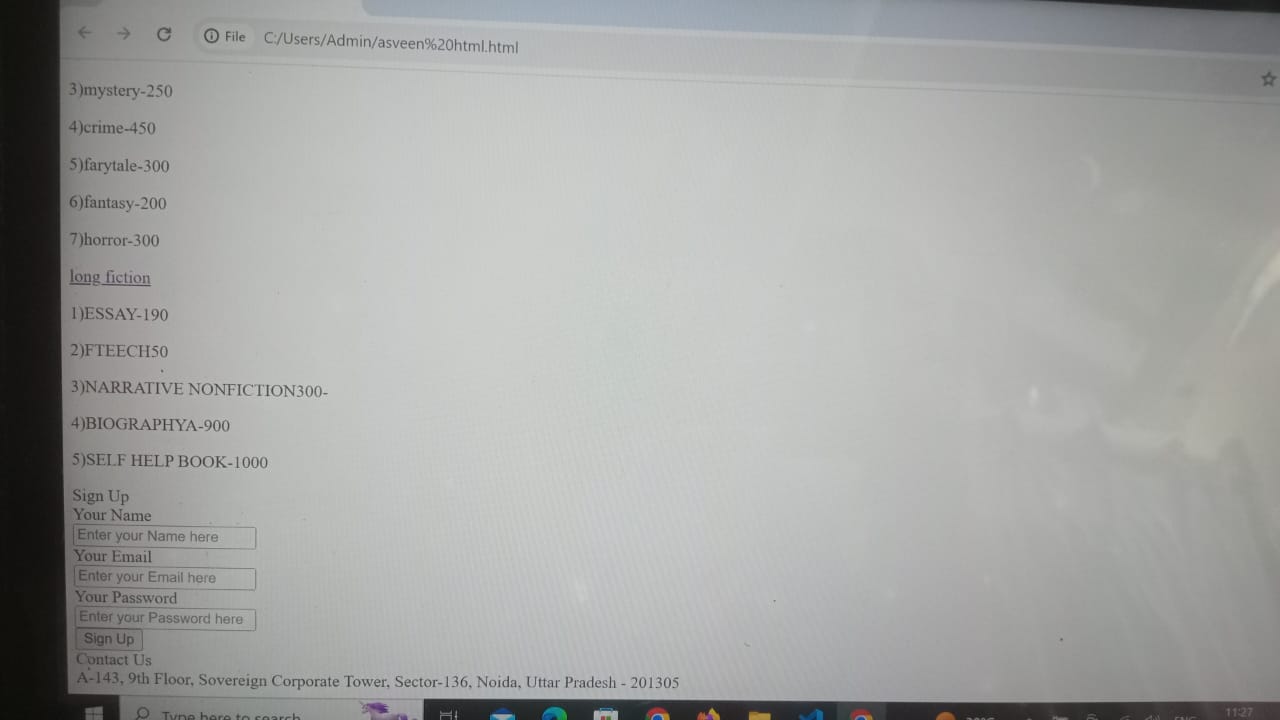 File C:/Users/Admin/asveen%20html.html
3)mystery-250
4)crime-450
5)farytale-300
6)fantasy-200
7)horror-300
long fiction
1)ESSAY-190
2)FTEECH50
3)NARRATIVE NONFICTION300-
4)BIOGRAPHYA-900
5)SELF HELP BOOK-1000
Sign Up
Your Name
Enter your Name here
Your Email
Enter your Email here
Your Password
Enter your Password here
Sign Up
Contact Us
A-143, 9th Floor, Sovereign Corporate Tower, Sector-136, Noida, Uttar Pradesh - 201305
Type here to search
11:27